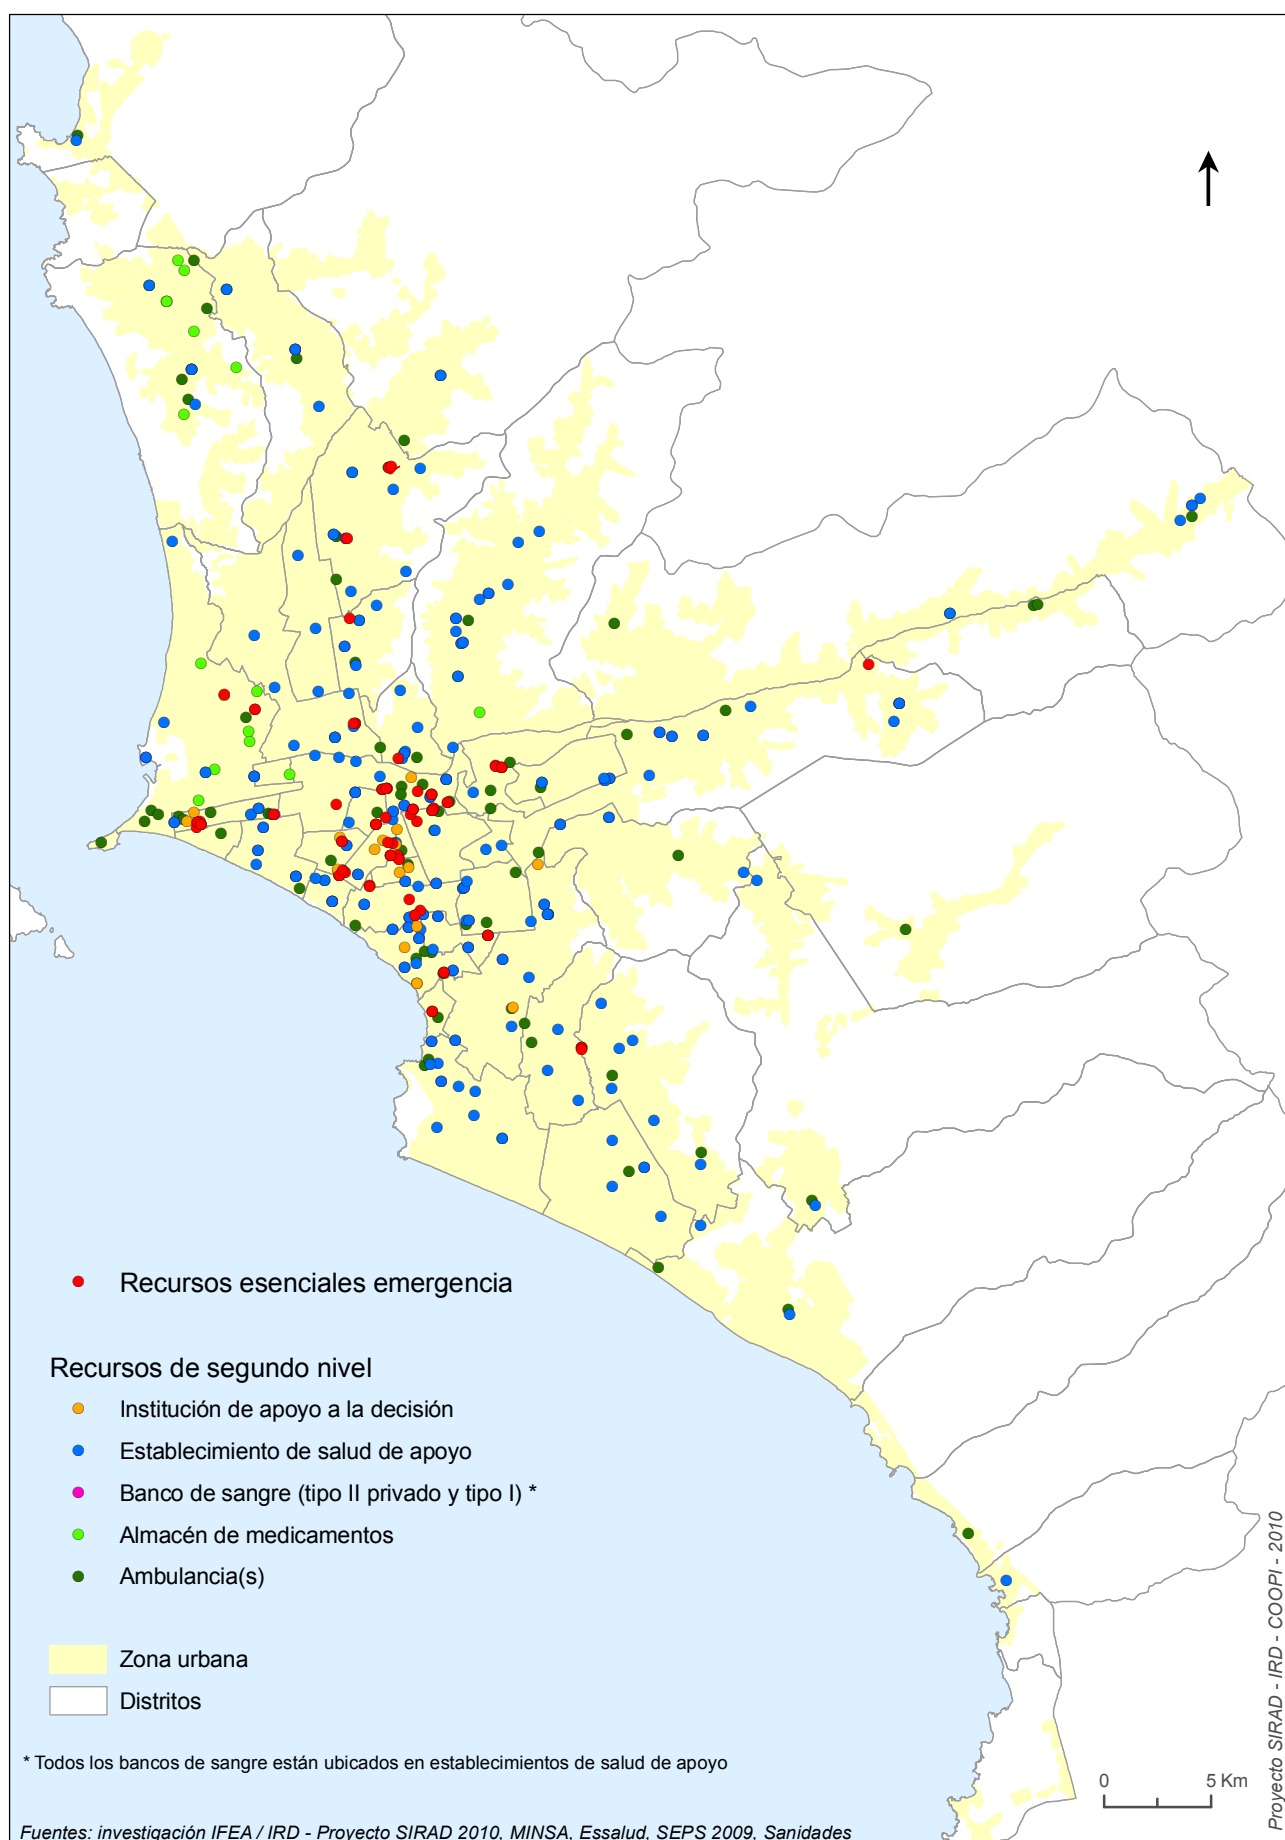 Recursos esenciales emergencia
Recursos de segundo nivel
Institución de apoyo a la decisión
Establecimiento de salud de apoyo
Banco de sangre (tipo II privado y tipo I) *
Almacén de medicamentos
Ambulancia(s)
Zona urbana
Distritos
* Todos los bancos de sangre están ubicados en establecimientos de salud de apoyo
0 5 Km
Fuentes: investigación IFEA / IRD - Proyecto SIRAD 2010, MINSA, Essalud, SEPS 2009, Sanidades
Proyecto SIRAD - IRD - COOPI - 2010